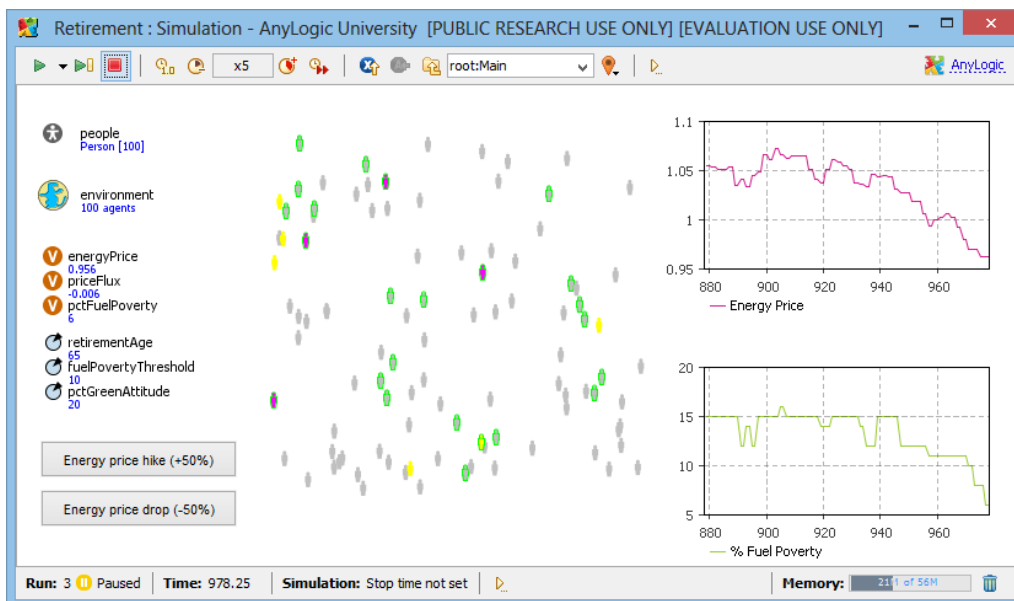 Retirement : Simulation - AnyLogic University [PUBLIC RESEARCH USE ONLY] [EVALUATION USE ONLY]
x5
root:Main
AnyLogic
people
Person [100]
environment
100 agents
energyPrice
0.956
priceFlux
-0.006
pctFuelPoverty
6
retirementAge
65
fuelPovertyThreshold
10
pctGreenAttitude
20
Energy price hike (+50%)
Energy price drop (-50%)
1.1
1.05
1
0.95
880 900 920 940 960
Energy Price
20
15
10
5
880 900 920 940 960
% Fuel Poverty
Run: 3 Paused Time: 978.25 Simulation: Stop time not set Memory: 21M of 56M